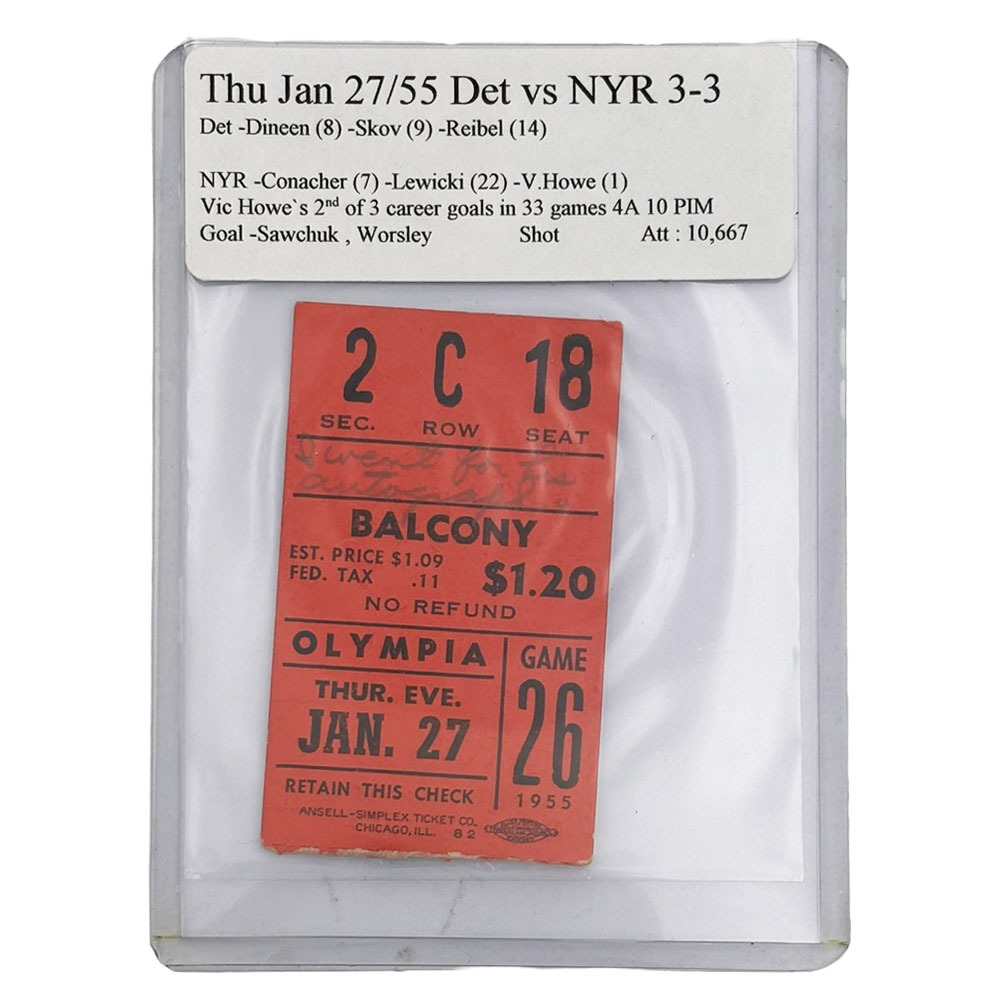 Thu Jan 27/55 Det vs NYR 3-3
Det -Dineen (8) -Skov (9) -Reibel (14)
NYR -Conacher (7) -Lewicki (22) -V.Howe (1)
Vic Howe`s 2nd of 3 career goals in 33 games 4A 10 PIM
Goal -Sawchuk , Worsley Shot Att : 10,667
2 C 18
SEC. ROW SEAT
I went for the
autograph
BALCONY
EST. PRICE $1.09
FED. TAX .11 $1.20
NO REFUND
OLYMPIA
THUR. EVE.
JAN. 27
RETAIN THIS CHECK
GAME
26
1955
ANSELL-SIMPLEX TICKET CO.
CHICAGO, ILL. 82